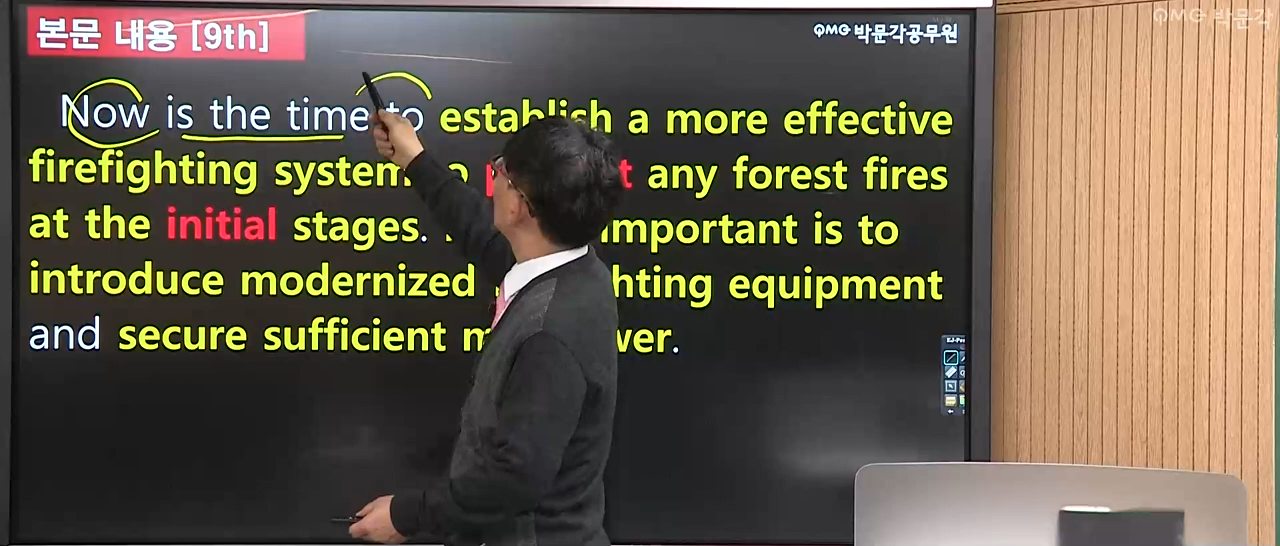 본문 내용 [9th]
QMG 박문각공무원
QMG 박문각
Now is the time to establish a more effective
firefighting system any forest fires
at the initial stages. important is to
introduce modernized equipment
and secure sufficient